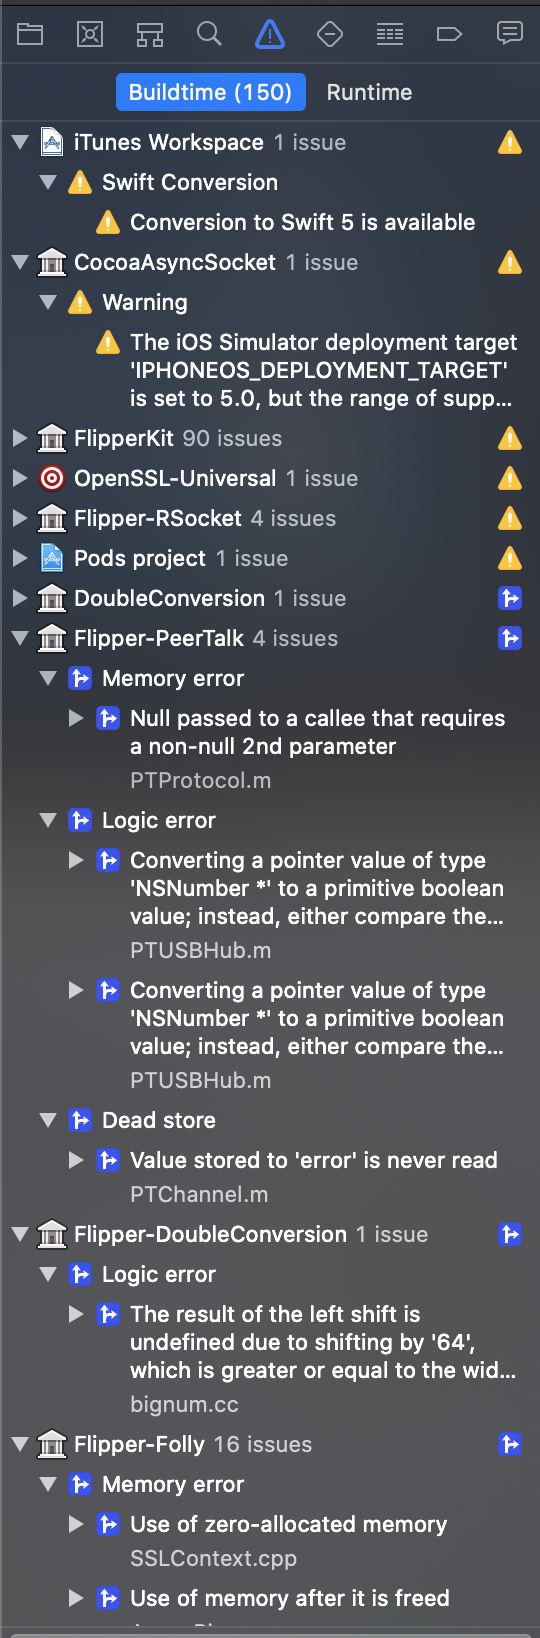 Buildtime (150) Runtime
iTunes Workspace 1 issue
Swift Conversion
Conversion to Swift 5 is available
CocoaAsyncSocket 1 issue
Warning
The iOS Simulator deployment target
'IPHONEOS_DEPLOYMENT_TARGET'
is set to 5.0, but the range of supp...
FlipperKit 90 issues
OpenSSL-Universal 1 issue
Flipper-RSocket 4 issues
Pods project 1 issue
DoubleConversion 1 issue
Flipper-PeerTalk 4 issues
Memory error
Null passed to a callee that requires
a non-null 2nd parameter
PTProtocol.m
Logic error
Converting a pointer value of type
'NSNumber *' to a primitive boolean
value; instead, either compare the...
PTUSBHub.m
Converting a pointer value of type
'NSNumber *' to a primitive boolean
value; instead, either compare the...
PTUSBHub.m
Dead store
Value stored to 'error' is never read
PTChannel.m
Flipper-DoubleConversion 1 issue
Logic error
The result of the left shift is
undefined due to shifting by '64',
which is greater or equal to the wid...
bignum.cc
Flipper-Folly 16 issues
Memory error
Use of zero-allocated memory
SSLContext.cpp
Use of memory after it is freed